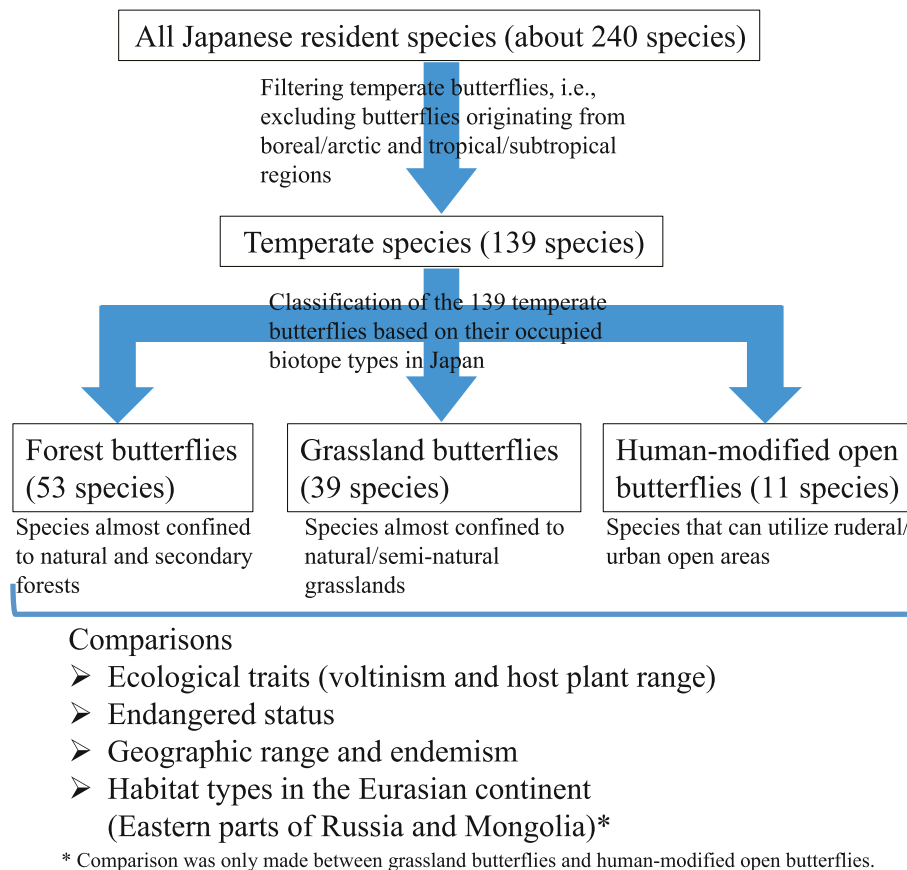 All Japanese resident species (about 240 species)
Filtering temperate butterflies, i.e.,
excluding butterflies originating from
boreal/arctic and tropical/subtropical
regions
Temperate species (139 species)
Classification of the 139 temperate
butterflies based on their occupied
biotope types in Japan
Forest butterflies
(53 species)
Species almost confined
to natural and secondary
forests
Grassland butterflies
(39 species)
Species almost confined to
natural/semi-natural
grasslands
Human-modified open
butterflies (11 species)
Species that can utilize ruderal/
urban open areas
Comparisons
➢ Ecological traits (voltinism and host plant range)
➢ Endangered status
➢ Geographic range and endemism
➢ Habitat types in the Eurasian continent
(Eastern parts of Russia and Mongolia)*
* Comparison was only made between grassland butterflies and human-modified open butterflies.